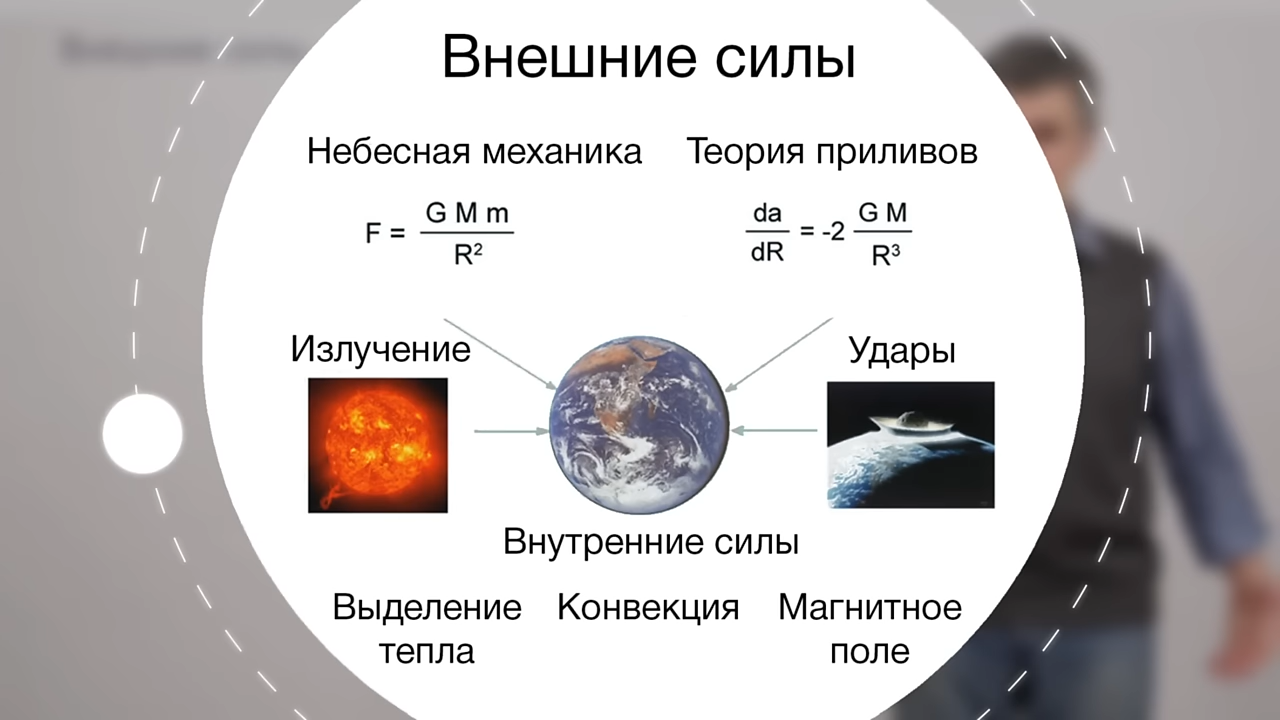 Внешние силы
Небесная механика
Теория приливов
F = G M m / R²
da / dR = -2 G M / R³
Излучение
Удары
Внутренние силы
Выделение тепла
Конвекция
Магнитное поле